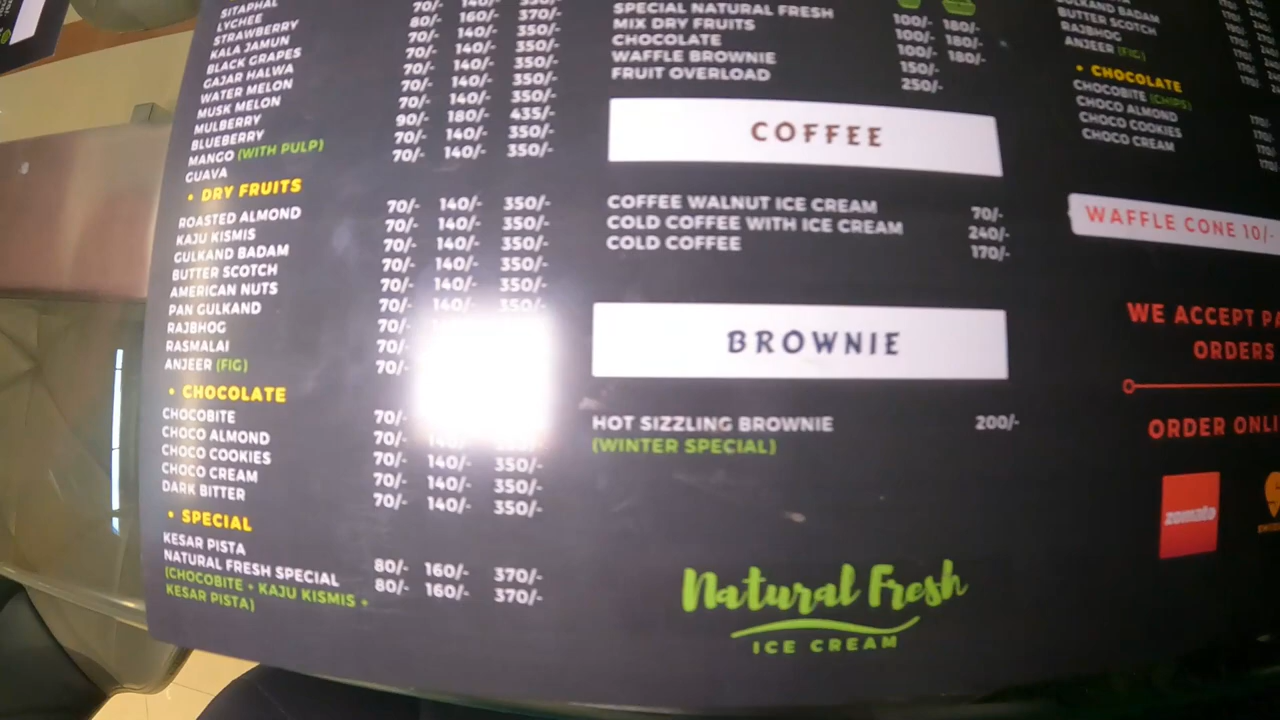 SITAPHAL 70/- 140/- 350/-
LYCHEE 80/- 160/- 370/-
STRAWBERRY 70/- 140/- 350/-
KALA JAMUN 70/- 140/- 350/-
BLACK GRAPES 70/- 140/- 350/-
GAJAR HALWA 70/- 140/- 350/-
WATER MELON 70/- 140/- 350/-
MUSK MELON 90/- 180/- 435/-
MULBERRY 70/- 140/- 350/-
BLUEBERRY 70/- 140/- 350/-
MANGO (WITH PULP)
GUAVA
• DRY FRUITS
ROASTED ALMOND 70/- 140/- 350/-
KAJU KISMIS 70/- 140/- 350/-
GULKAND BADAM 70/- 140/- 350/-
BUTTER SCOTCH 70/- 140/- 350/-
AMERICAN NUTS 70/- 140/- 350/-
PAN GULKAND 70/- 140/- 350/-
RAJBHOG 70/-
RASMALAI 70/-
ANJEER (FIG) 70/-
• CHOCOLATE
CHOCOBITE 70/-
CHOCO ALMOND 70/- 140/-
CHOCO COOKIES 70/- 140/- 350/-
CHOCO CREAM 70/- 140/- 350/-
DARK BITTER 70/- 140/- 350/-
• SPECIAL
KESAR PISTA 80/- 160/- 370/-
NATURAL FRESH SPECIAL 80/- 160/- 370/-
(CHOCOBITE + KAJU KISMIS +
KESAR PISTA)
SPECIAL NATURAL FRESH 100/- 180/-
MIX DRY FRUITS 100/- 180/-
CHOCOLATE 100/- 180/-
WAFFLE BROWNIE 150/-
FRUIT OVERLOAD 250/-
COFFEE
COFFEE WALNUT ICE CREAM 70/-
COLD COFFEE WITH ICE CREAM 240/-
COLD COFFEE 170/-
BROWNIE
HOT SIZZLING BROWNIE 200/-
(WINTER SPECIAL)
Natural Fresh
ICE CREAM
GULKAND BADAM
BUTTER SCOTCH
RAJBHOG
ANJEER (FIG)
• CHOCOLATE
CHOCOBITE (CHIPS)
CHOCO ALMOND
CHOCO COOKIES
CHOCO CREAM
WAFFLE CONE 10/-
WE ACCEPT
ORDERS
ORDER
zomato